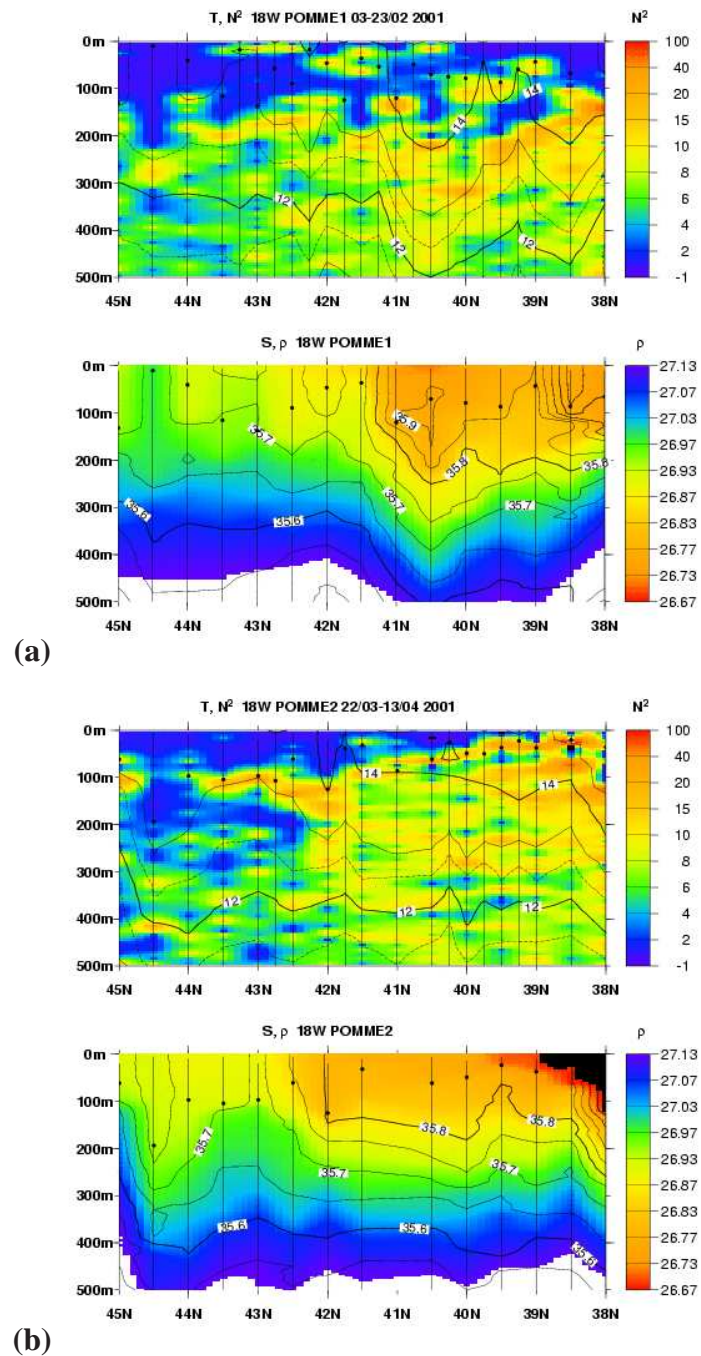 T, N² 18W POMME1 03-23/02 2001
N²
0m
100m
200m
300m
400m
500m
14
14
12
12
12
45N 44N 43N 42N 41N 40N 39N 38N
100
40
20
15
10
8
6
4
2
-1
S, ρ 18W POMME1
ρ
0m
100m
200m
300m
400m
500m
35.9
35.7
35.8
35.8
35.7
35.7
35.6
35.6
45N 44N 43N 42N 41N 40N 39N 38N
27.13
27.07
27.03
26.97
26.93
26.87
26.83
26.77
26.73
26.67
(a)
T, N² 18W POMME2 22/03-13/04 2001
N²
0m
100m
200m
300m
400m
500m
14
14
12
12
12
45N 44N 43N 42N 41N 40N 39N 38N
100
40
20
15
10
8
6
4
2
-1
S, ρ 18W POMME2
ρ
0m
100m
200m
300m
400m
500m
35.7
35.8
35.8
35.7
35.7
35.6
35.6
35.6
45N 44N 43N 42N 41N 40N 39N 38N
27.13
27.07
27.03
26.97
26.93
26.87
26.83
26.77
26.73
26.67
(b)